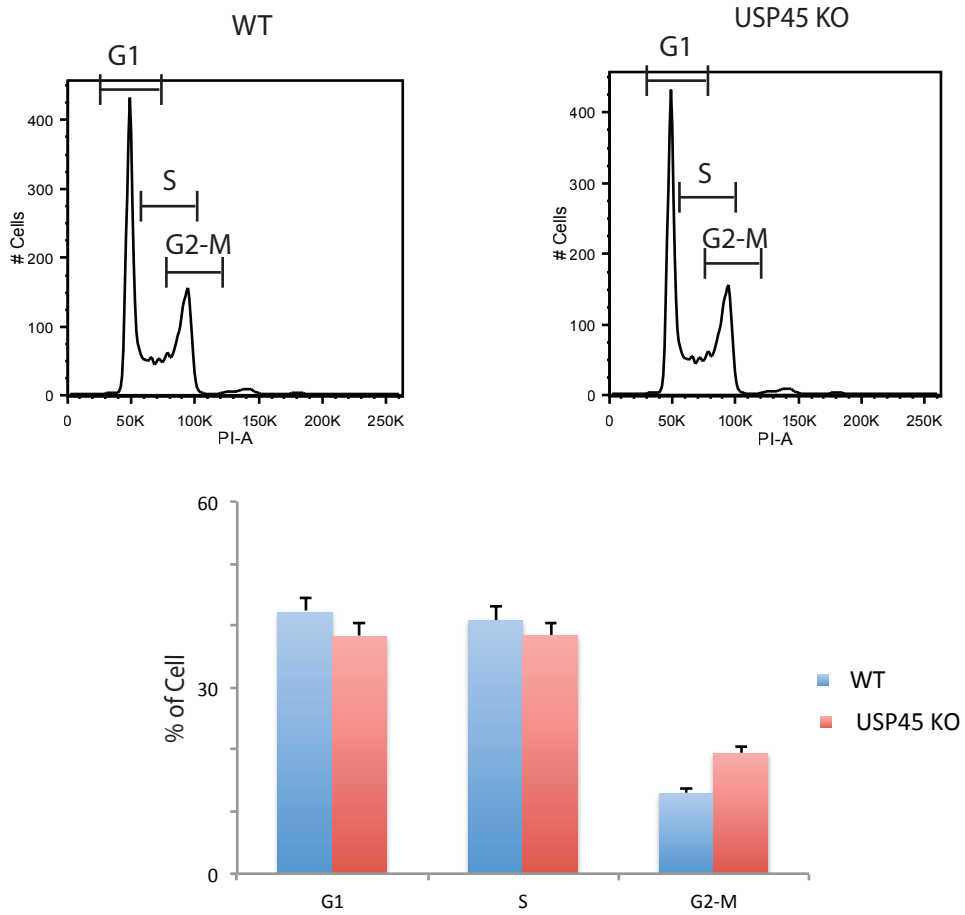 WT
G1
S
G2-M
# Cells
400
300
200
100
0
0 50K 100K 150K 200K 250K
PI-A
USP45 KO
G1
S
G2-M
# Cells
400
300
200
100
0
0 50K 100K 150K 200K 250K
PI-A
% of Cell
60
30
0
G1 S G2-M
WT
USP45 KO